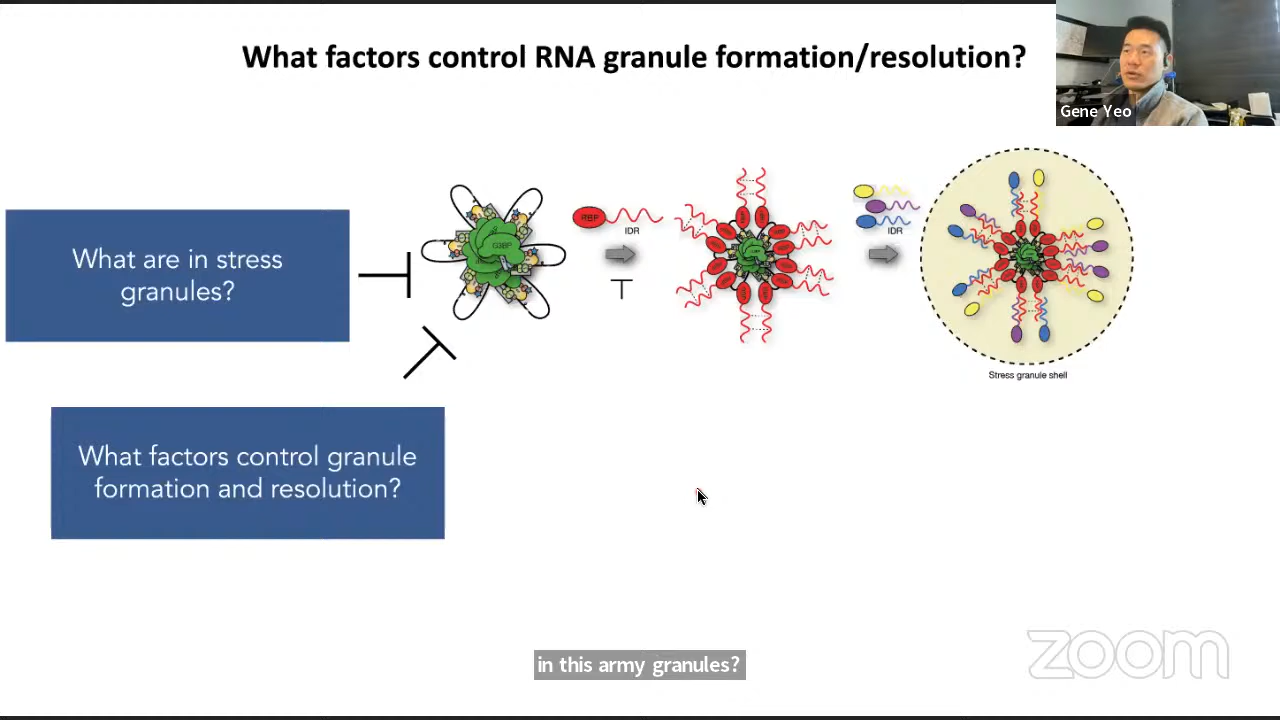 What factors control RNA granule formation/resolution?
Gene Yeo
What are in stress
granules?
G3BP
RBP
IDR
IDR
Stress granule shell
What factors control granule
formation and resolution?
in this army granules?
zoom